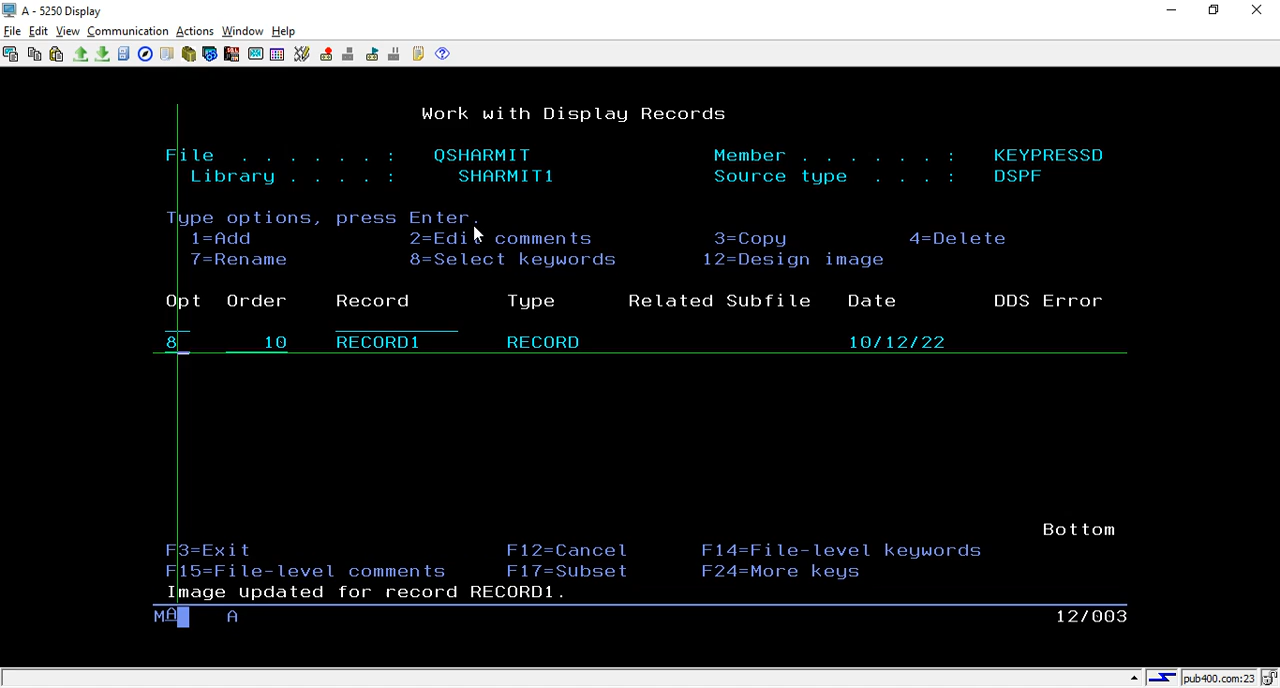 A - 5250 Display
File Edit View Communication Actions Window Help
Work with Display Records
File . . . . . . : QSHARMIT Member . . . . . . : KEYPRESSD
Library . . . . : SHARMIT1 Source type . . . : DSPF
Type options, press Enter.
1=Add 2=Edit comments 3=Copy 4=Delete
7=Rename 8=Select keywords 12=Design image
Opt Order Record Type Related Subfile Date DDS Error
8 10 RECORD1 RECORD 10/12/22
Bottom
F3=Exit F12=Cancel F14=File-level keywords
F15=File-level comments F17=Subset F24=More keys
Image updated for record RECORD1.
MA A 12/003
pub400.com:23